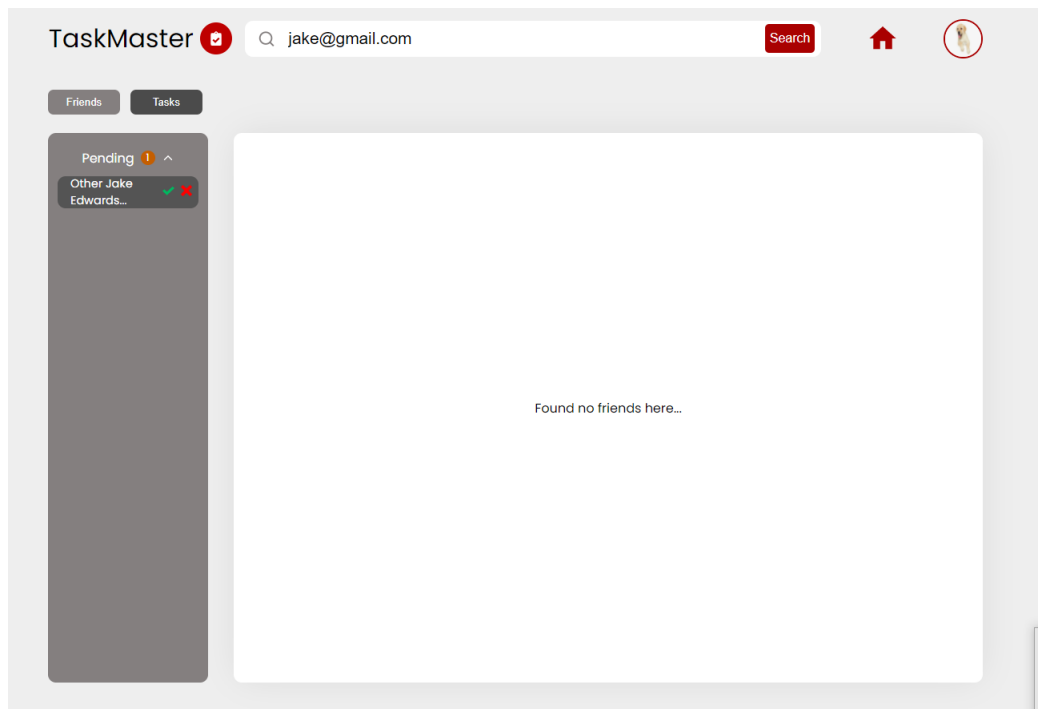 TaskMaster
jake@gmail.com
Search
Friends
Tasks
Pending 1
Other Jake
Edwards...
Found no friends here...